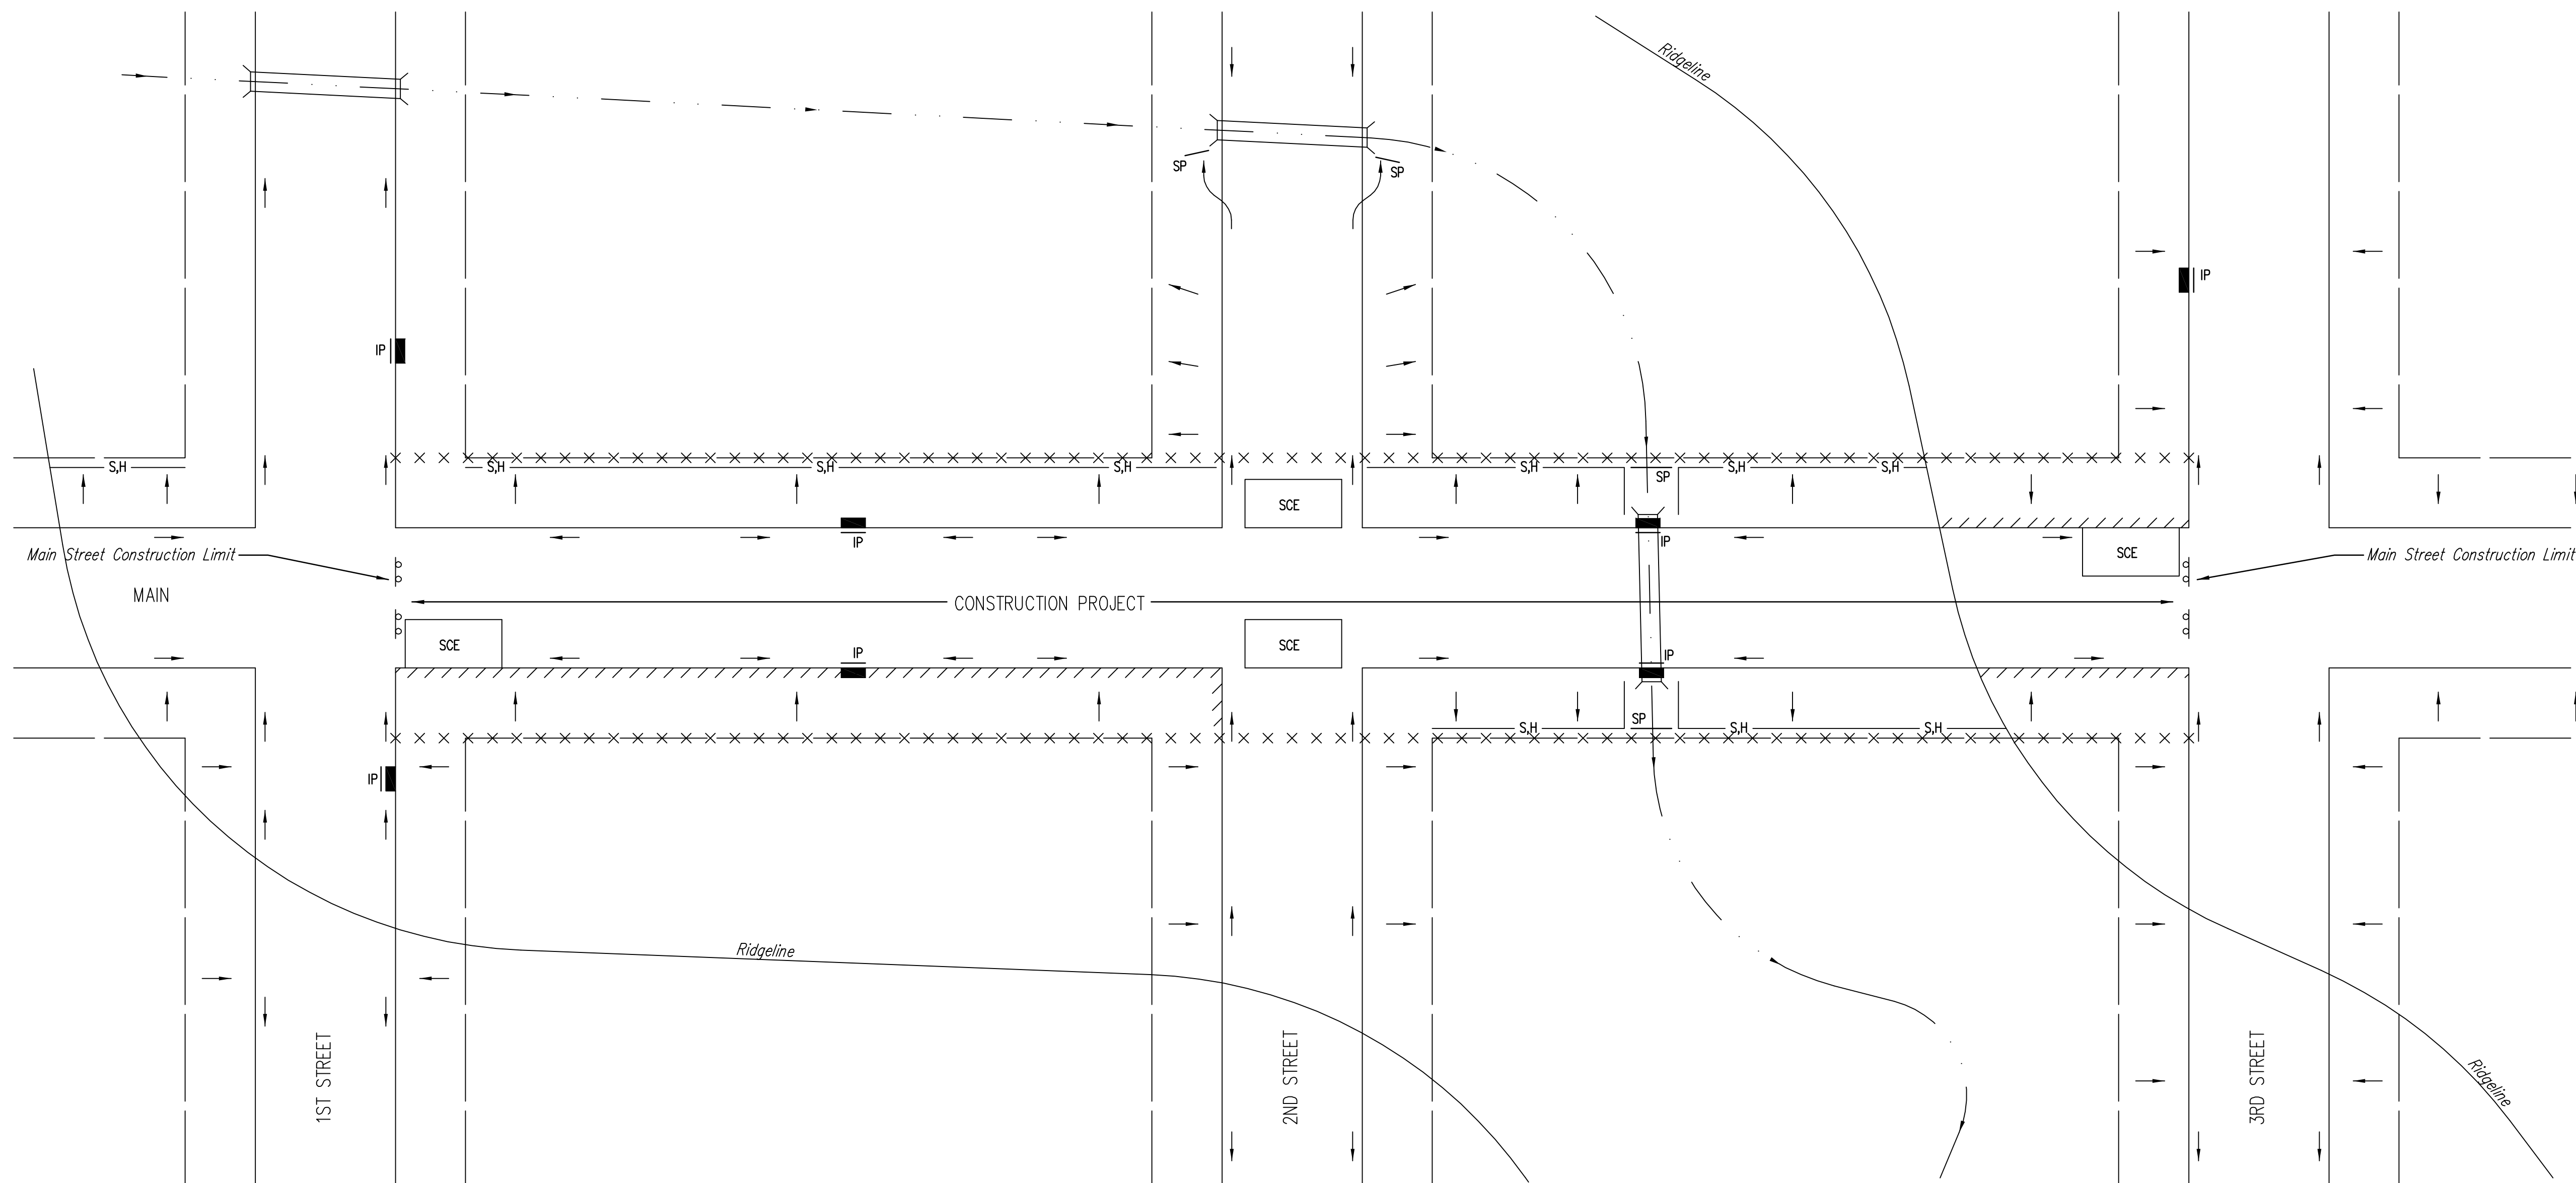 Ridgeline
SP
SP
IP
IP
S,H
S,H
S,H
S,H
S,H
S,H
S,H
SP
SCE
IP
IP
SCE
Main Street Construction Limit
Main Street Construction Limit
MAIN
CONSTRUCTION PROJECT
SCE
SCE
IP
IP
SP
S,H
S,H
S,H
IP
Ridgeline
1ST STREET
2ND STREET
3RD STREET
Ridgeline